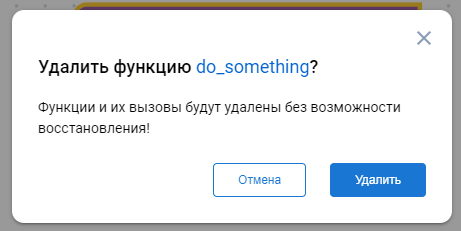 Удалить функцию do_something?
Функции и их вызовы будут удалены без возможности
восстановления!
Отмена
Удалить